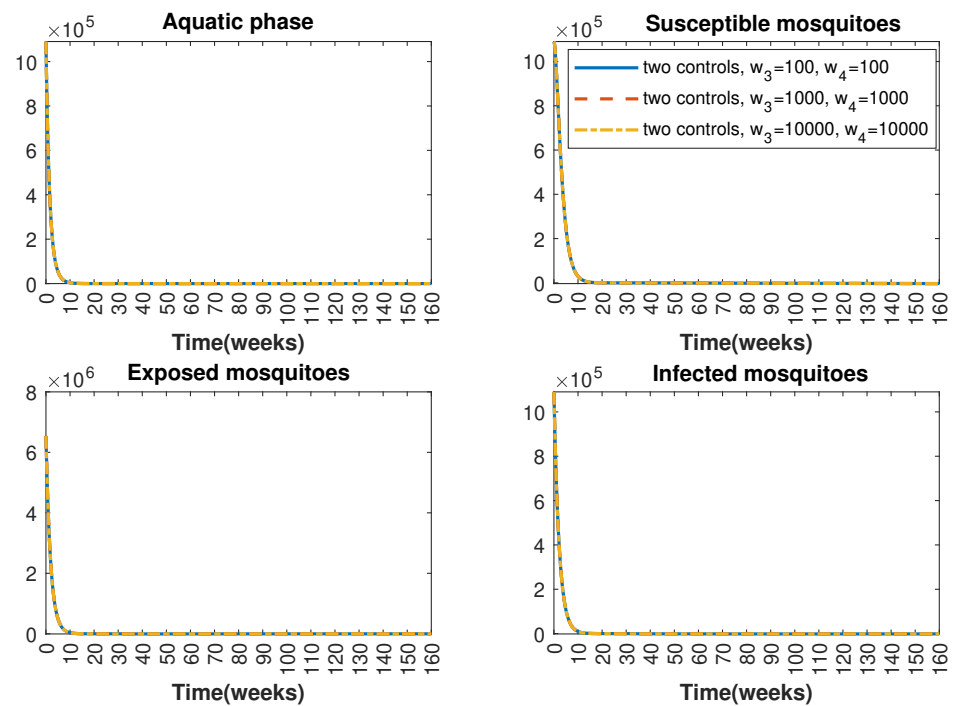 Aquatic phase
×10^5
10
8
6
4
2
0
0 10 20 30 40 50 60 70 80 90 100 110 120 130 140 150 160
Time(weeks)
Susceptible mosquitoes
×10^5
10
8
6
4
2
0
two controls, w_3=100, w_4=100
two controls, w_3=1000, w_4=1000
two controls, w_3=10000, w_4=10000
0 10 20 30 40 50 60 70 80 90 100 110 120 130 140 150 160
Time(weeks)
Exposed mosquitoes
×10^6
8
6
4
2
0
0 10 20 30 40 50 60 70 80 90 100 110 120 130 140 150 160
Time(weeks)
Infected mosquitoes
×10^5
10
8
6
4
2
0
0 10 20 30 40 50 60 70 80 90 100 110 120 130 140 150 160
Time(weeks)